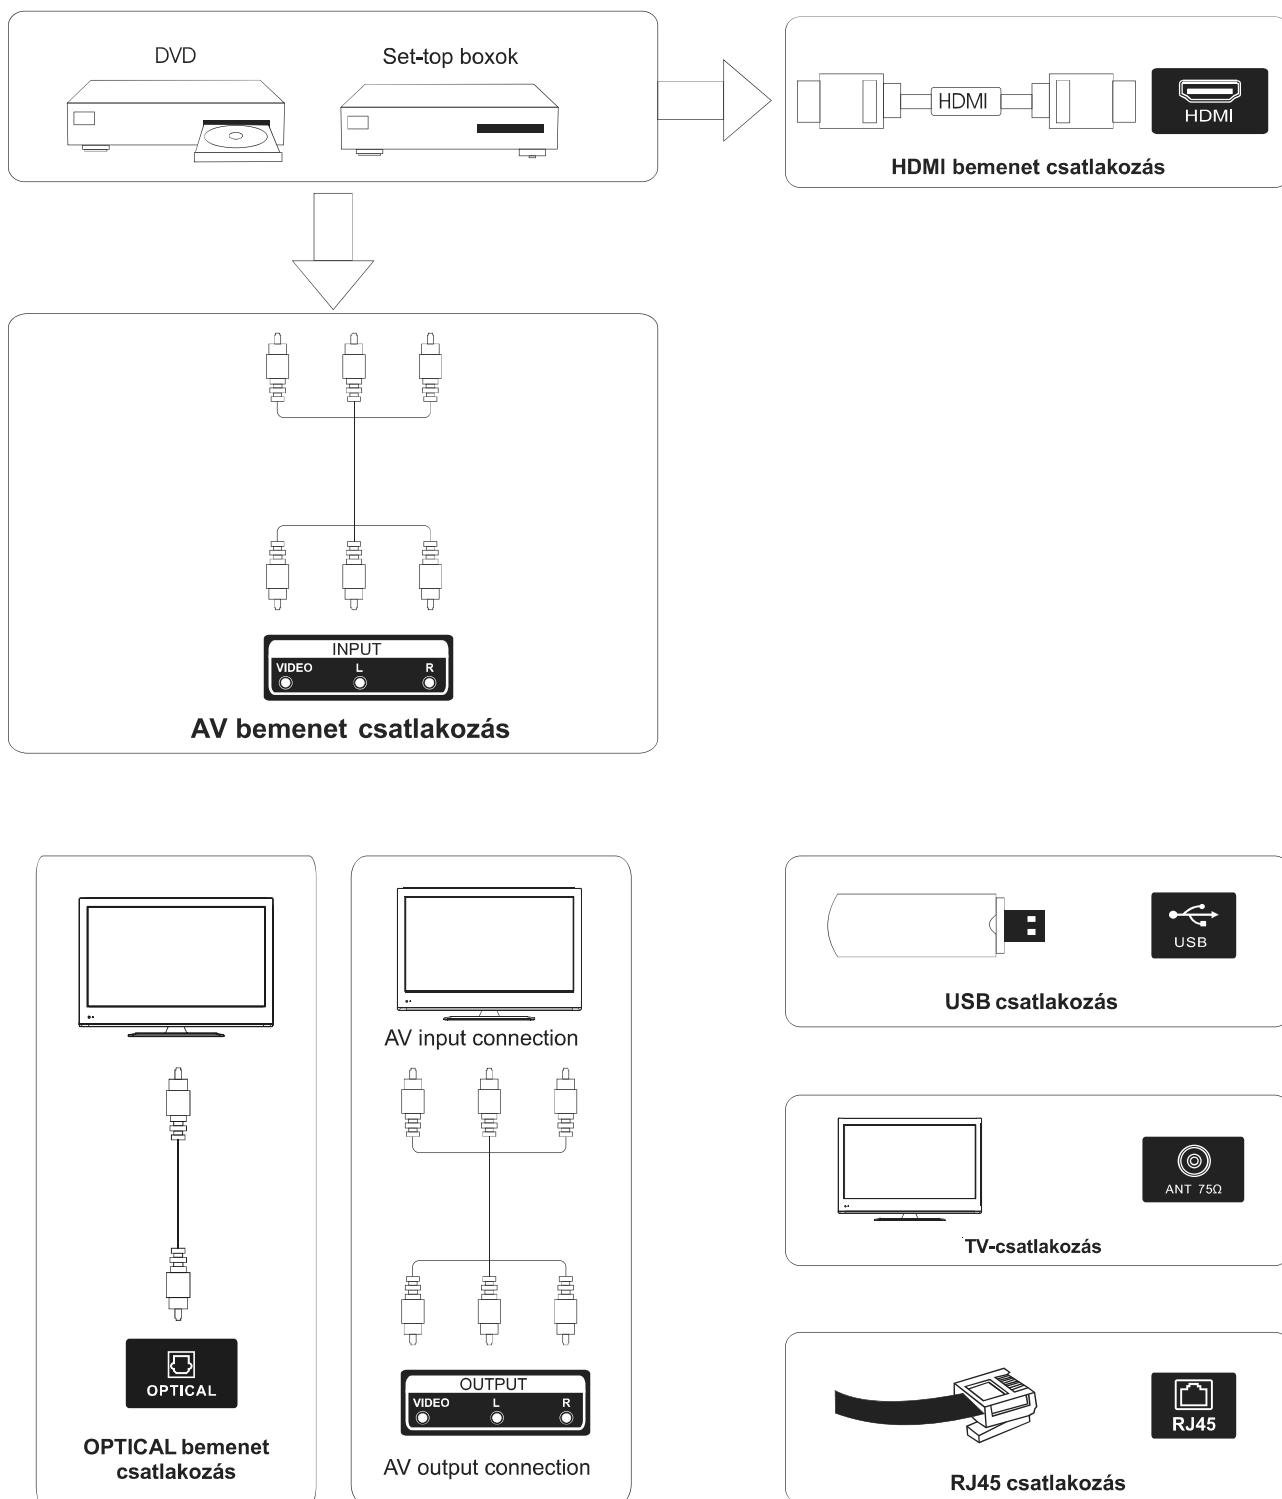 DVD
Set-top boxok
HDMI
HDMI
HDMI bemenet csatlakozás
INPUT
VIDEO L R
AV bemenet csatlakozás
OPTICAL
OPTICAL bemenet
csatlakozás
AV input connection
OUTPUT
VIDEO L R
AV output connection
USB
USB csatlakozás
ANT 75Ω
TV-csatlakozás
RJ45
RJ45 csatlakozás